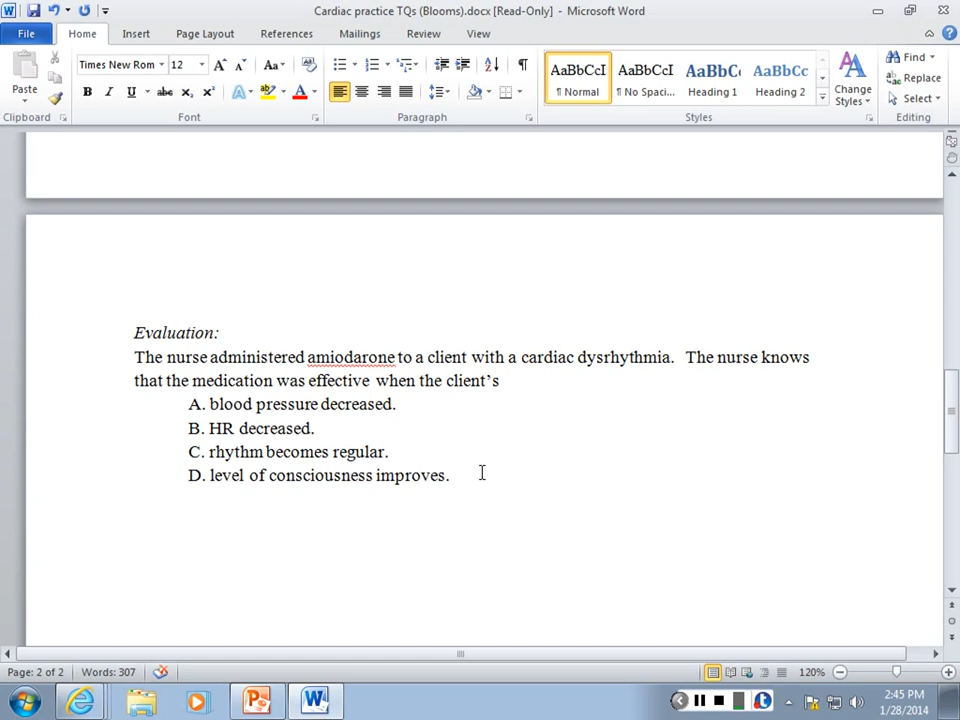 Cardiac practice TQs (Blooms).docx [Read-Only] - Microsoft Word
File Home Insert Page Layout References Mailings Review View
Paste
Times New Rom 12
AaBbCcI AaBbCcI AaBbC AaBbCc
¶ Normal ¶ No Spaci... Heading 1 Heading 2
Change Styles
Find
Replace
Select
Clipboard Font Paragraph Styles Editing
Evaluation:
The nurse administered amiodarone to a client with a cardiac dysrhythmia. The nurse knows
that the medication was effective when the client's
A. blood pressure decreased.
B. HR decreased.
C. rhythm becomes regular.
D. level of consciousness improves.
Page: 2 of 2 Words: 307 120%
2:45 PM
1/28/2014